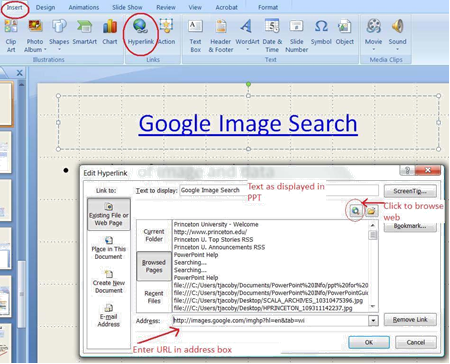 Insert Design Animations Slide Show Review View Acrobat Format
Clip Art Photo Album Shapes SmartArt Chart Hyperlink Action Text Box Header & Footer WordArt Date & Time Slide Number Symbol Object Movie Sound
Illustrations Links Text Media Clips
Google Image Search
of image and data
Edit Hyperlink
Link to: Text to display: Google Image Search ScreenTip...
Text as displayed in PPT
Existing File or Web Page
Click to browse web
Bookmark...
Place in This Document
Create New Document
E-mail Address
Current Folder
Browsed Pages
Recent Files
Princeton University - Welcome
http://www.princeton.edu/
Princeton U. Top Stories RSS
Princeton U. Announcements RSS
PowerPoint Help
Searching...
Searching...
PowerPoint Help
file:///C:/Users/tjacoby/Documents/PowerPoint%20Info/ppt%20for%20
file:///C:/Users/tjacoby/Documents/PowerPoint%20Info/PowerPointGui
file:///C:/Users/tjacoby/Desktop/SCALA_ARCHIVES_10310475396.jpg
file:///C:/Users/tjacoby/Desktop/HPRINCETON_10311142237.jpg
Address: http://images.google.com/imghp?hl=en&tab=wi Remove Link
Enter URL in address box
OK Cancel